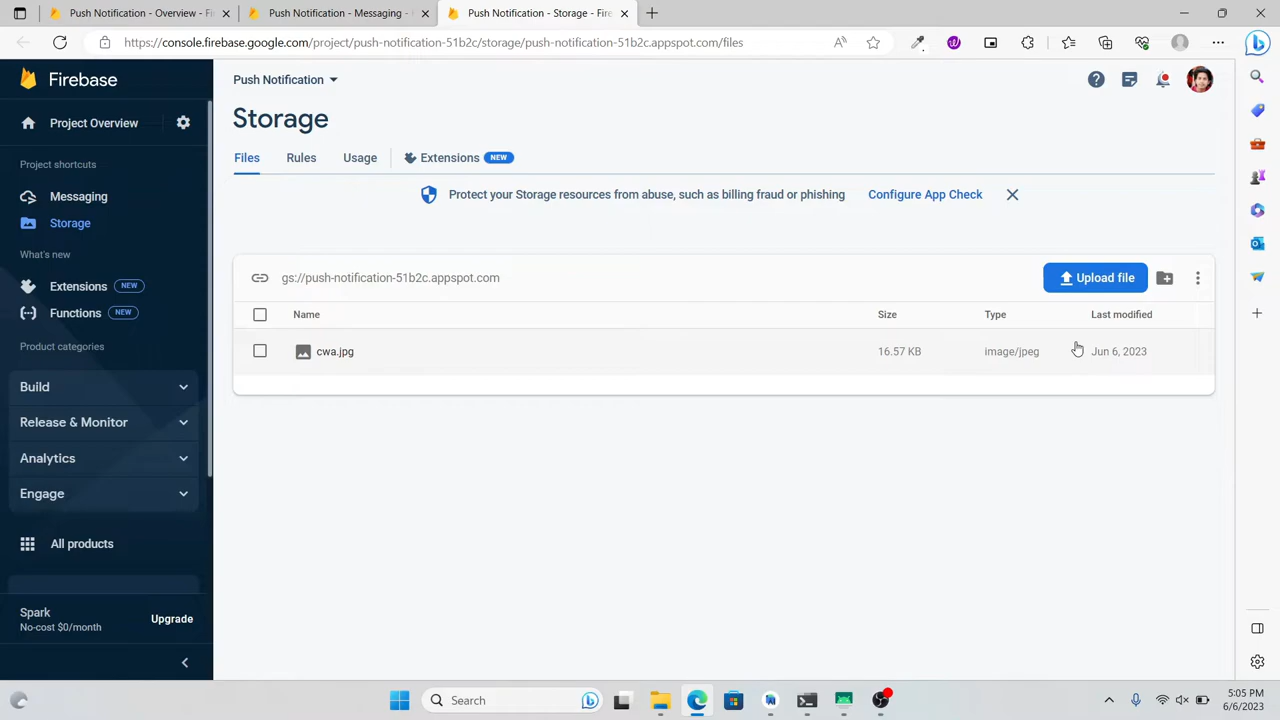 Push Notification - Overview - Fi
Push Notification - Messaging -
Push Notification - Storage - Fire
https://console.firebase.google.com/project/push-notification-51b2c/storage/push-notification-51b2c.appspot.com/files
Firebase
Push Notification
Project Overview
Storage
Project shortcuts
Files
Rules
Usage
Extensions NEW
Messaging
Protect your Storage resources from abuse, such as billing fraud or phishing
Configure App Check
Storage
What's new
Extensions NEW
gs://push-notification-51b2c.appspot.com
Upload file
Functions NEW
Name
Size
Type
Last modified
Product categories
cwa.jpg
16.57 KB
image/jpeg
Jun 6, 2023
Build
Release & Monitor
Analytics
Engage
All products
Spark
No-cost $0/month
Upgrade
Search
5:05 PM
6/6/2023